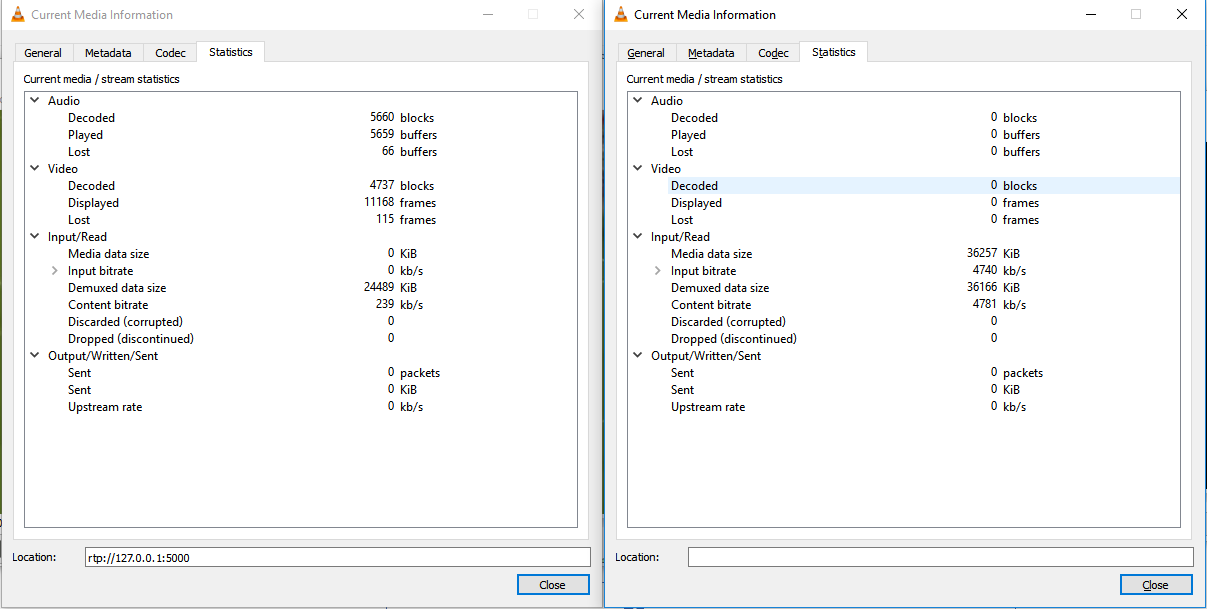 Current Media Information
General Metadata Codec Statistics
Current media / stream statistics
Audio
Decoded 5660 blocks
Played 5659 buffers
Lost 66 buffers
Video
Decoded 4737 blocks
Displayed 11168 frames
Lost 115 frames
Input/Read
Media data size 0 KiB
Input bitrate 0 kb/s
Demuxed data size 24489 KiB
Content bitrate 239 kb/s
Discarded (corrupted) 0
Dropped (discontinued) 0
Output/Written/Sent
Sent 0 packets
Sent 0 KiB
Upstream rate 0 kb/s
Location: rtp://127.0.0.1:5000
Close
Current Media Information
General Metadata Codec Statistics
Current media / stream statistics
Audio
Decoded 0 blocks
Played 0 buffers
Lost 0 buffers
Video
Decoded 0 blocks
Displayed 0 frames
Lost 0 frames
Input/Read
Media data size 36257 KiB
Input bitrate 4740 kb/s
Demuxed data size 36166 KiB
Content bitrate 4781 kb/s
Discarded (corrupted) 0
Dropped (discontinued) 0
Output/Written/Sent
Sent 0 packets
Sent 0 KiB
Upstream rate 0 kb/s
Location:
Close